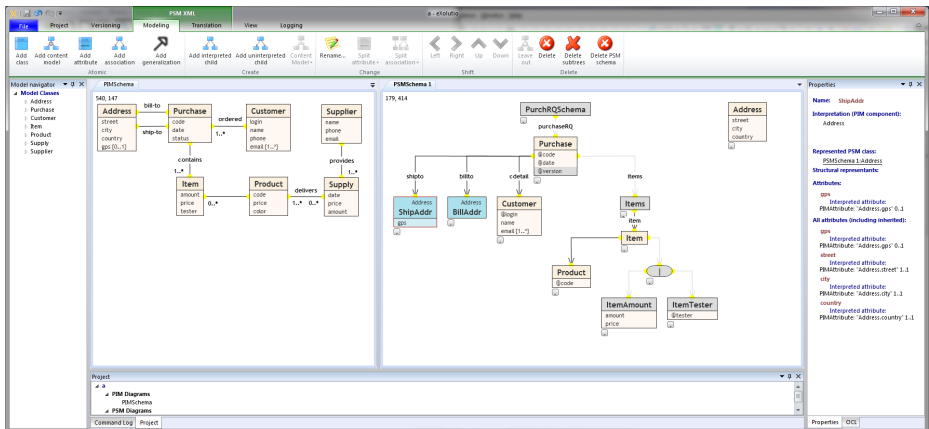 PSM XML
a - eXolutio
File Project Versioning Modeling Translation View Logging
Add class
Add content model
Add attribute
Add association
Add generalization
Add interpreted child
Add uninterpreted child
Content Model
Rename...
Split attribute
Split association
Left Right Up Down
Leave out
Delete
Delete subtrees
Delete PSM schema
Atomic Create Change Shift Delete
Model navigator
Model Classes
Address
Purchase
Customer
Item
Product
Supply
Supplier
PIMSchema
540, 147
Address
street
city
country
gps [0..1]
bill-to
ship-to
Purchase
code
date
status
ordered
1..*
Customer
login
name
phone
email [1..*]
Supplier
name
phone
email
contains
1..*
provides
1..*
Item
amount
price
tester
0..*
Product
code
price
color
delivers
1..* 0..*
Supply
date
price
amount
PSMSchema 1
179, 414
PurchRQSchema
purchaseRQ
Purchase
@code
@date
@version
Address
street
city
country
shipto billto cdetail items
Address
ShipAddr
gps
Address
BillAddr
Customer
@login
name
email [1..*]
Items
item
Item
Product
@code
|
ItemAmount
amount
price
ItemTester
@tester
Properties
Name: ShipAddr
Interpretation (PIM component):
Address
Represented PSM class:
PSMSchema 1:Address
Structural representants:
Attributes:
gps
Interpreted attribute:
PIMAttribute: "Address.gps" 0..1
All attributes (including inherited):
gps
Interpreted attribute:
PIMAttribute: "Address.gps" 0..1
street
Interpreted attribute:
PIMAttribute: "Address.street" 1..1
city
Interpreted attribute:
PIMAttribute: "Address.city" 1..1
country
Interpreted attribute:
PIMAttribute: "Address.country" 1..1
Project
a
PIM Diagrams
PIMSchema
PSM Diagrams
Command Log Project
Properties OCL